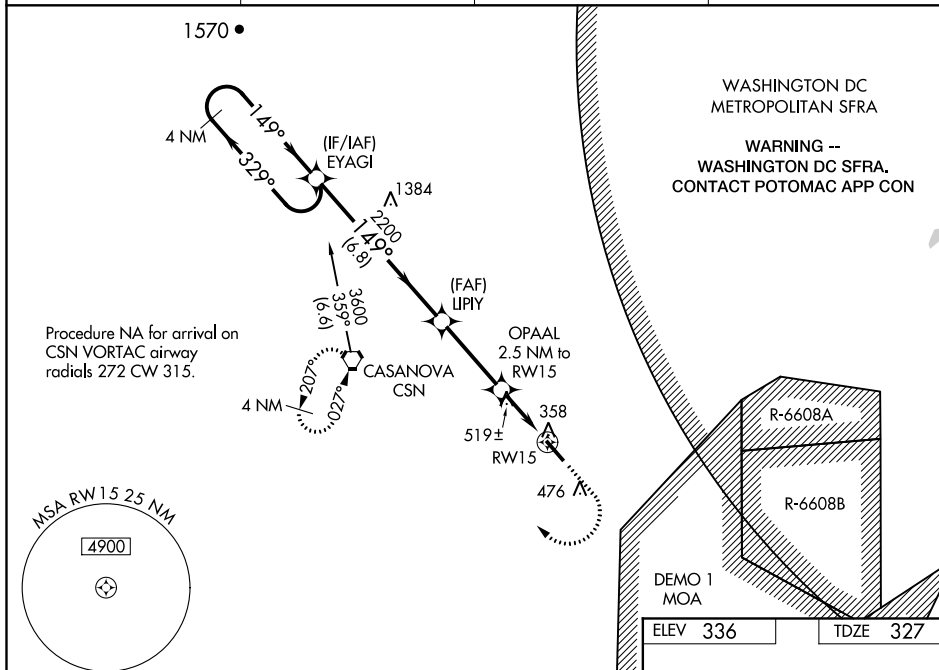 1570
WASHINGTON DC
METROPOLITAN SFRA
WARNING --
WASHINGTON DC SFRA.
CONTACT POTOMAC APP CON
4 NM
149°
329°
(IF/IAF)
EYAGI
1384
2200
149°
(6.8)
(FAF)
LIPIY
3600
359°
(6.6)
Procedure NA for arrival on
CSN VORTAC airway
radials 272 CW 315.
OPAAL
2.5 NM to
RW15
CASANOVA
CSN
207°
027°
4 NM
519±
358
RW15
476
R-6608A
R-6608B
MSA RW15 25 NM
4900
DEMO 1
MOA
ELEV 336
TDZE 327